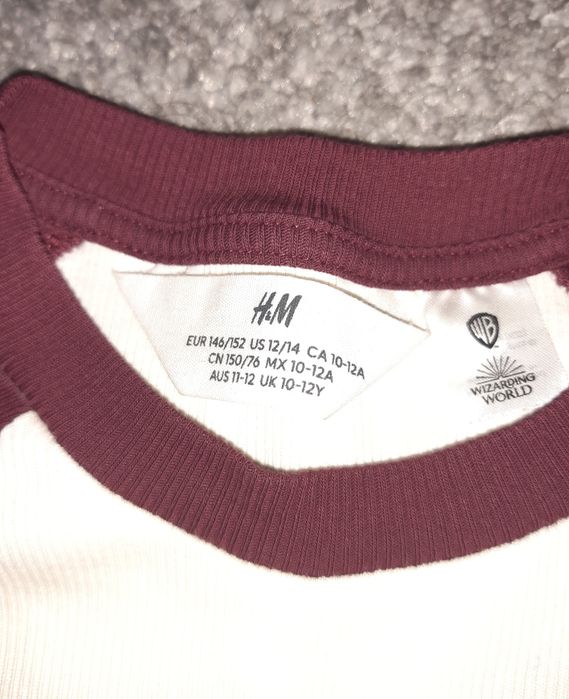 H&M
EUR 146/152 US 12/14 CA 10-12A
CN 150/76 MX 10-12A
AUS 11-12 UK 10-12Y
WB
WIZARDING
WORLD